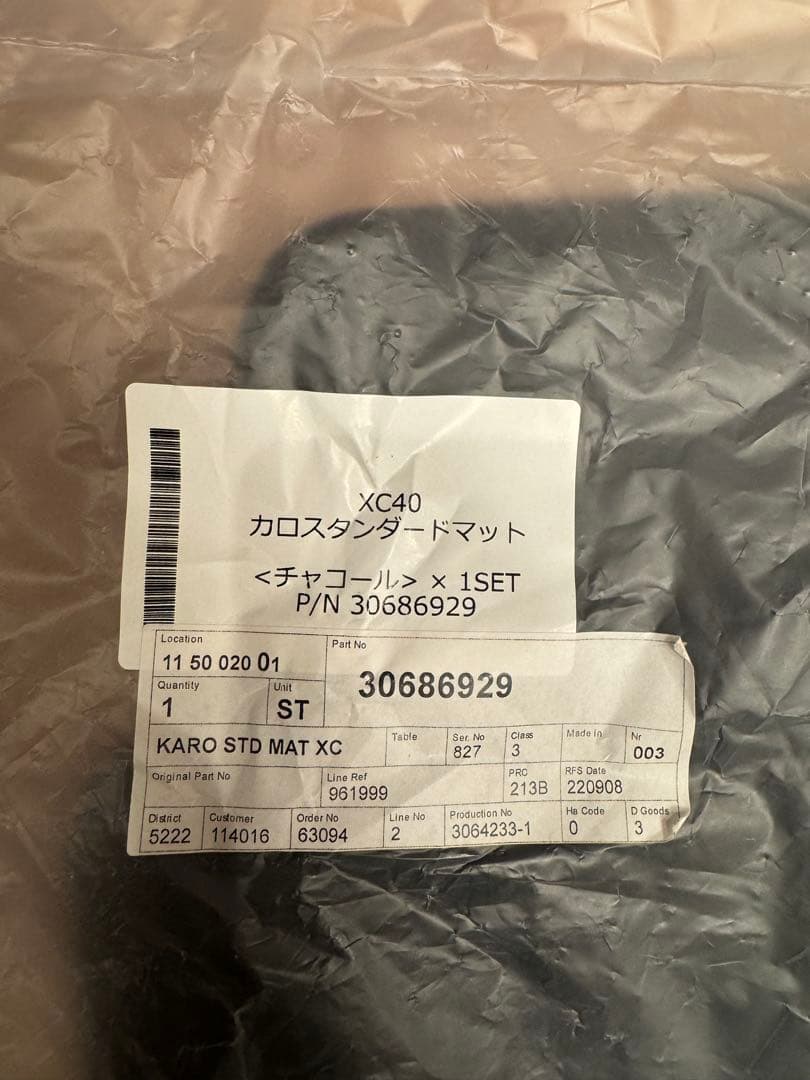 XC40
カロスタンダードマット
<チャコール> × 1SET
P/N 30686929
Location
11 50 020 01
Part No
30686929
Quantity
1
Unit
ST
KARO STD MAT XC
Table
Ser. No
827
Class
3
Made In
Nr
003
Original Part No
Line Ref
961999
PRC
213B
RFS Date
220908
District
5222
Customer
114016
Order No
63094
Line No
2
Production No
3064233-1
Ha Code
0
D Goods
3